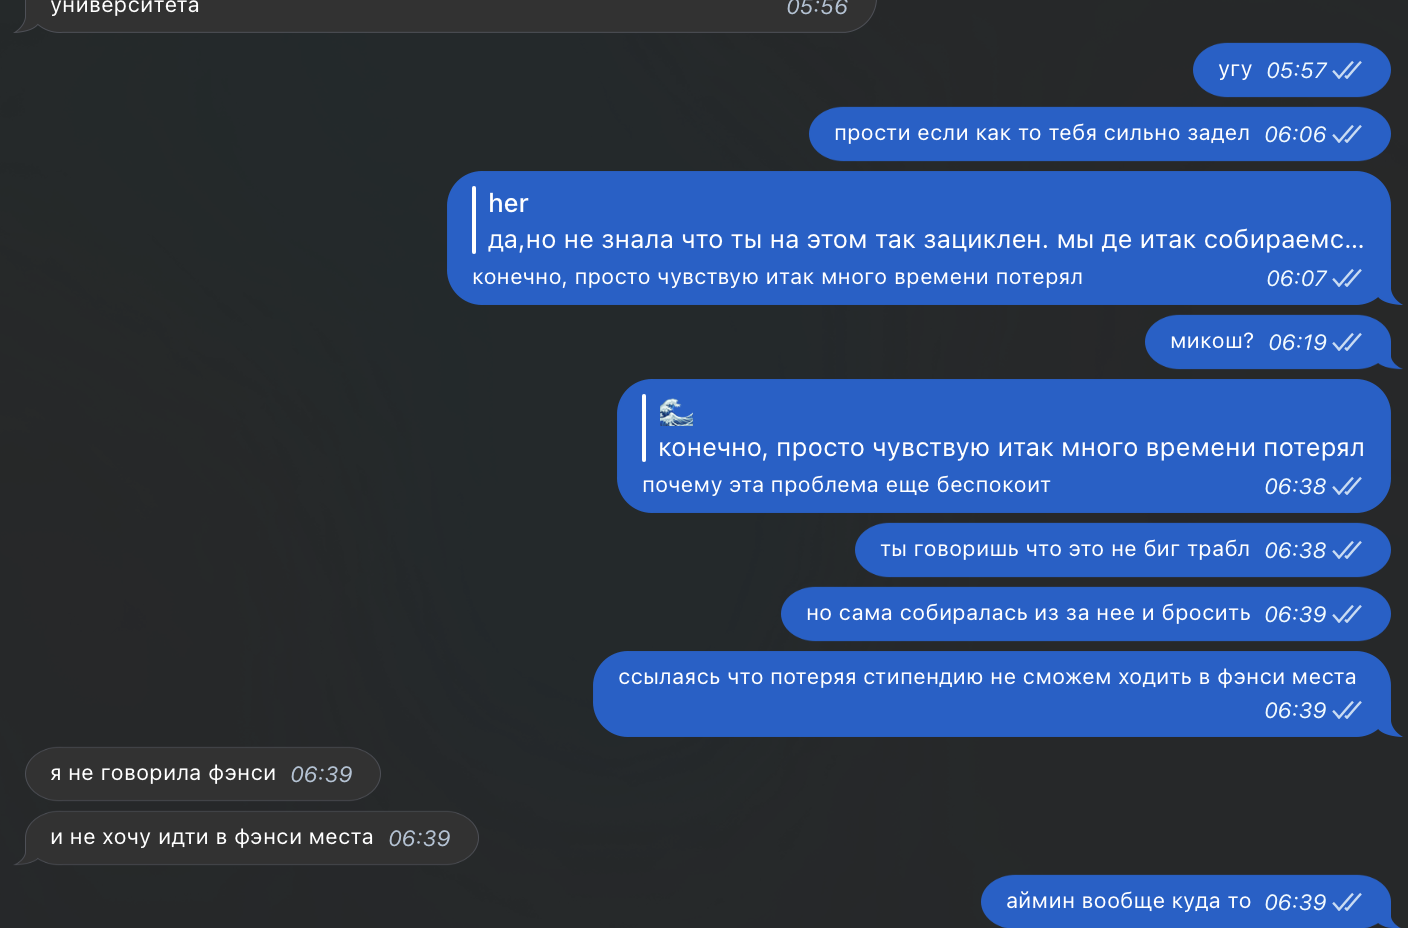 университета 05:56
угу 05:57
прости если как то тебя сильно задел 06:06
her
да,но не знала что ты на этом так зациклен. мы де итак собираемс...
конечно, просто чувствую итак много времени потерял 06:07
микош? 06:19
🌊
конечно, просто чувствую итак много времени потерял
почему эта проблема еще беспокоит 06:38
ты говоришь что это не биг трабл 06:38
но сама собиралась из за нее и бросить 06:39
ссылаясь что потеряя стипендию не сможем ходить в фэнси места
06:39
я не говорила фэнси 06:39
и не хочу идти в фэнси места 06:39
аймин вообще куда то 06:39